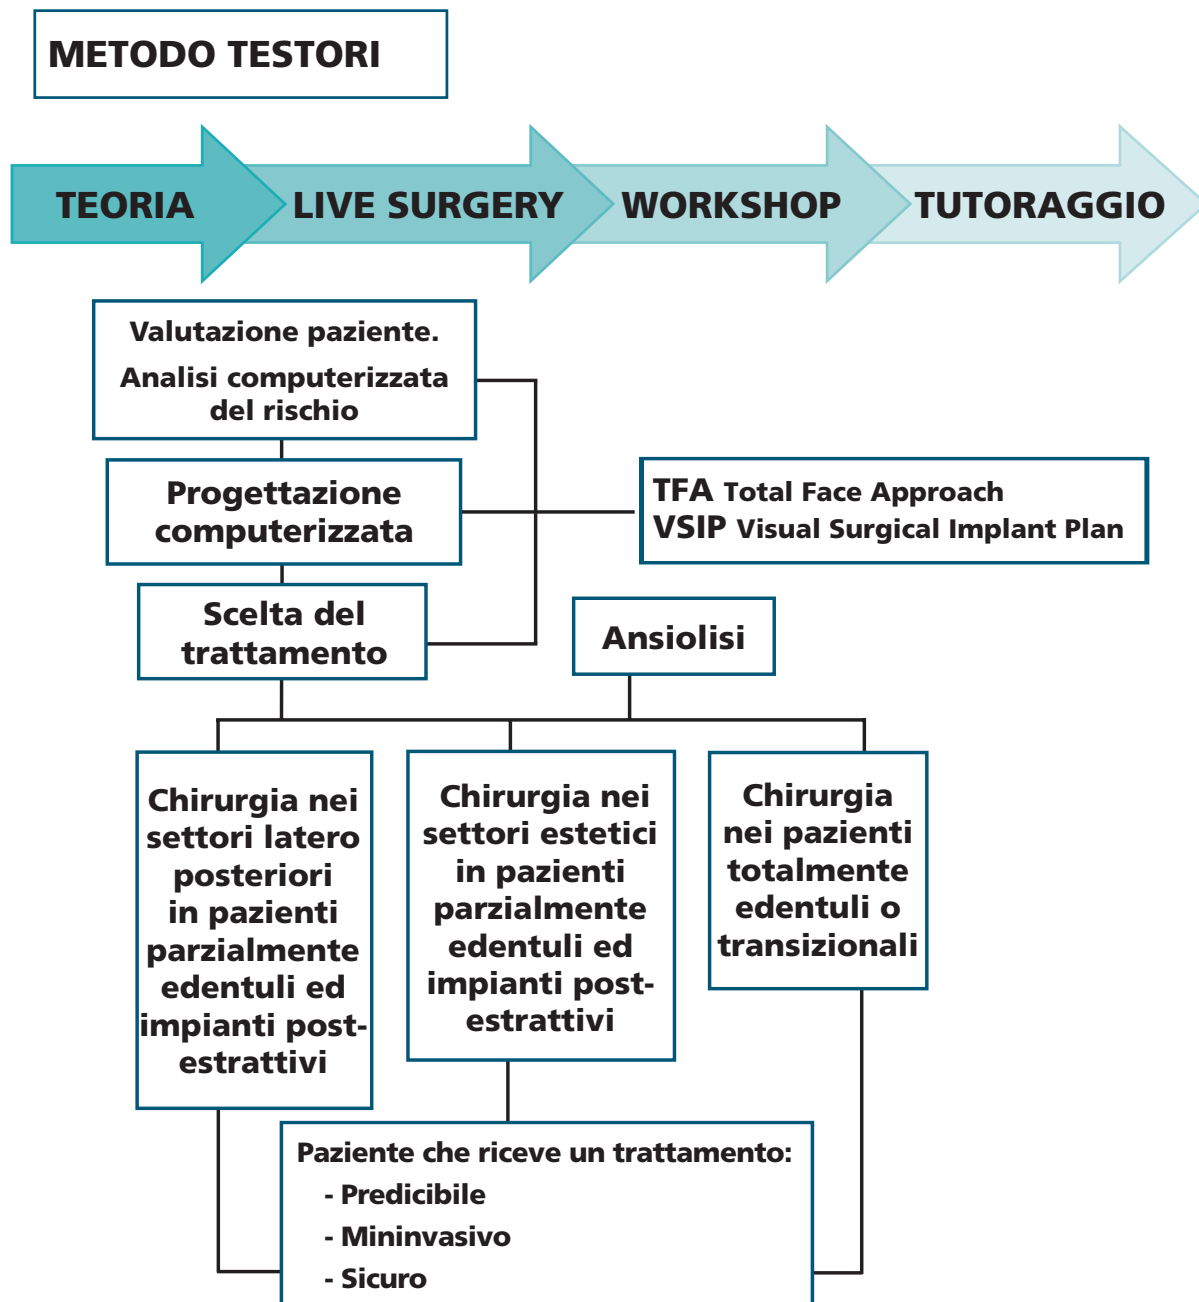 METODO TESTORI
TEORIA
LIVE SURGERY
WORKSHOP
TUTORAGGIO
Valutazione paziente.
Analisi computerizzata
del rischio
Progettazione
computerizzata
TFA Total Face Approach
VSIP Visual Surgical Implant Plan
Scelta del
trattamento
Ansiolisi
Chirurgia nei
settori latero
posteriori
in pazienti
parzialmente
edentuli ed
impianti post-
estrattivi
Chirurgia nei
settori estetici
in pazienti
parzialmente
edentuli ed
impianti post-
estrattivi
Chirurgia
nei pazienti
totalmente
edentuli o
transizionali
Paziente che riceve un trattamento:
- Predicibile
- Mininvasivo
- Sicuro